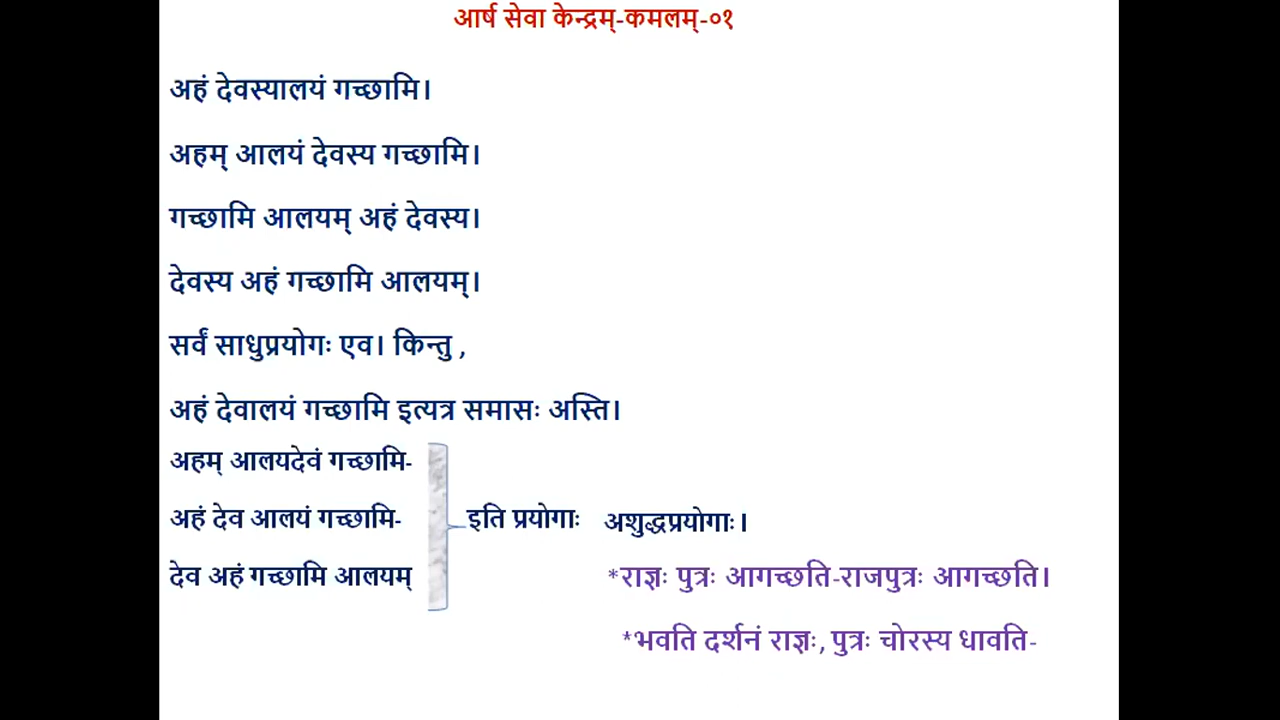 आर्ष सेवा केन्द्रम्-कमलम्-०१
अहं देवस्यालयं गच्छामि।
अहम् आलयं देवस्य गच्छामि।
गच्छामि आलयम् अहं देवस्य।
देवस्य अहं गच्छामि आलयम्।
सर्वं साधुप्रयोगः एव। किन्तु ,
अहं देवालयं गच्छामि इत्यत्र समासः अस्ति।
अहम् आलयदेवं गच्छामि-
अहं देव आलयं गच्छामि- इति प्रयोगाः अशुद्धप्रयोगाः।
देव अहं गच्छामि आलयम्
*राज्ञः पुत्रः आगच्छति-राजपुत्रः आगच्छति।
*भवति दर्शनं राज्ञः, पुत्रः चोरस्य धावति-